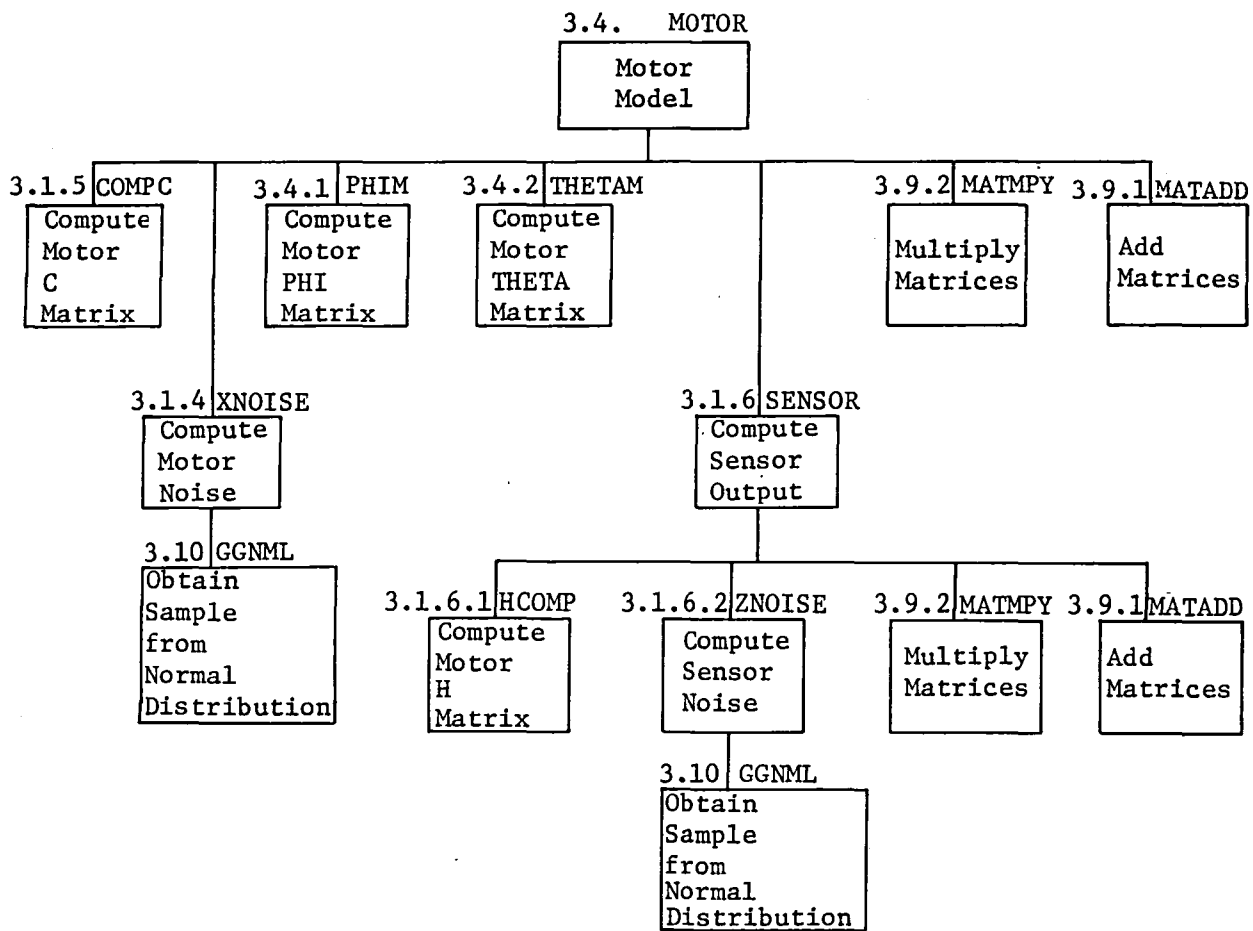 3.4. MOTOR
Motor
Model
3.1.5 COMPC
Compute
Motor
C
Matrix
3.4.1 PHIM
Compute
Motor
PHI
Matrix
3.4.2 THETAM
Compute
Motor
THETA
Matrix
3.9.2 MATMPY
Multiply
Matrices
3.9.1 MATADD
Add
Matrices
3.1.4 XNOISE
Compute
Motor
Noise
3.10 GGNML
Obtain
Sample
from
Normal
Distribution
3.1.6 SENSOR
Compute
Sensor
Output
3.1.6.1 HCOMP
Compute
Motor
H
Matrix
3.1.6.2 ZNOISE
Compute
Sensor
Noise
3.9.2 MATMPY
Multiply
Matrices
3.9.1 MATADD
Add
Matrices
3.10 GGNML
Obtain
Sample
from
Normal
Distribution